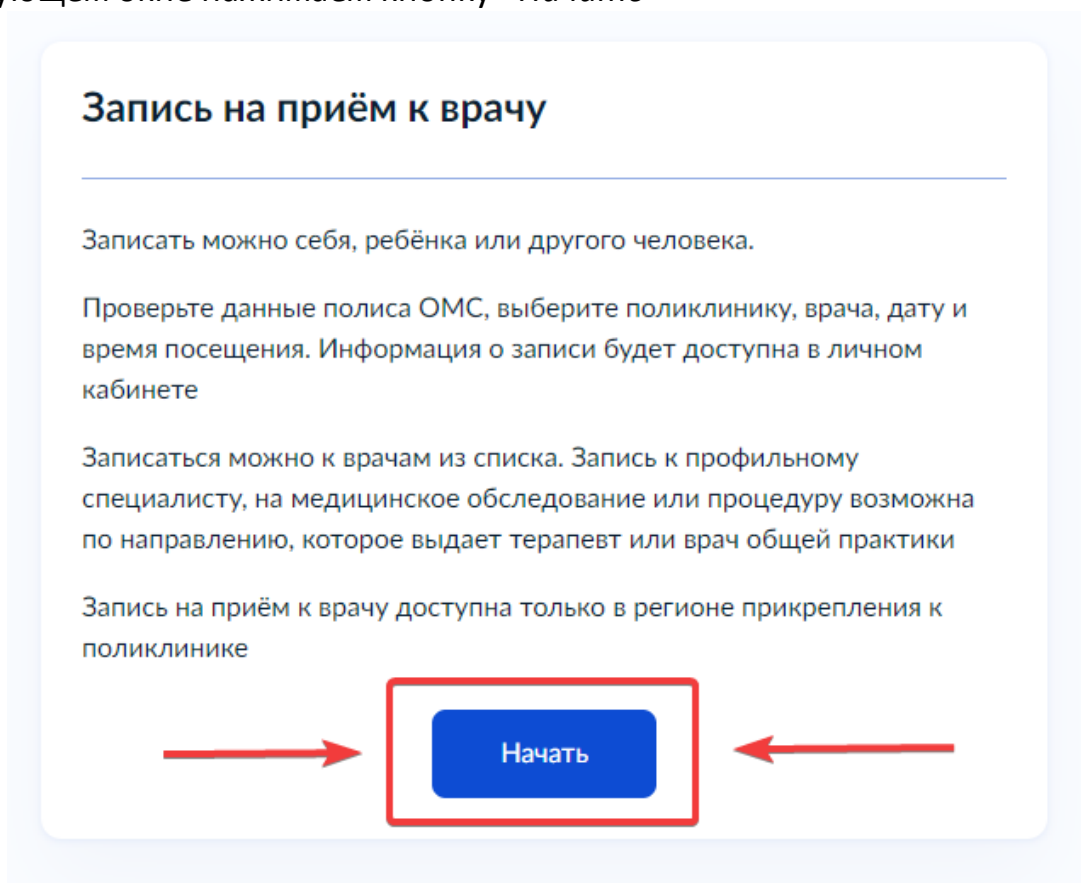 Запись на приём к врачу
Записать можно себя, ребёнка или другого человека.
Проверьте данные полиса ОМС, выберите поликлинику, врача, дату и
время посещения. Информация о записи будет доступна в личном
кабинете
Записаться можно к врачам из списка. Запись к профильному
специалисту, на медицинское обследование или процедуру возможна
по направлению, которое выдает терапевт или врач общей практики
Запись на приём к врачу доступна только в регионе прикрепления к
поликлинике
Начать